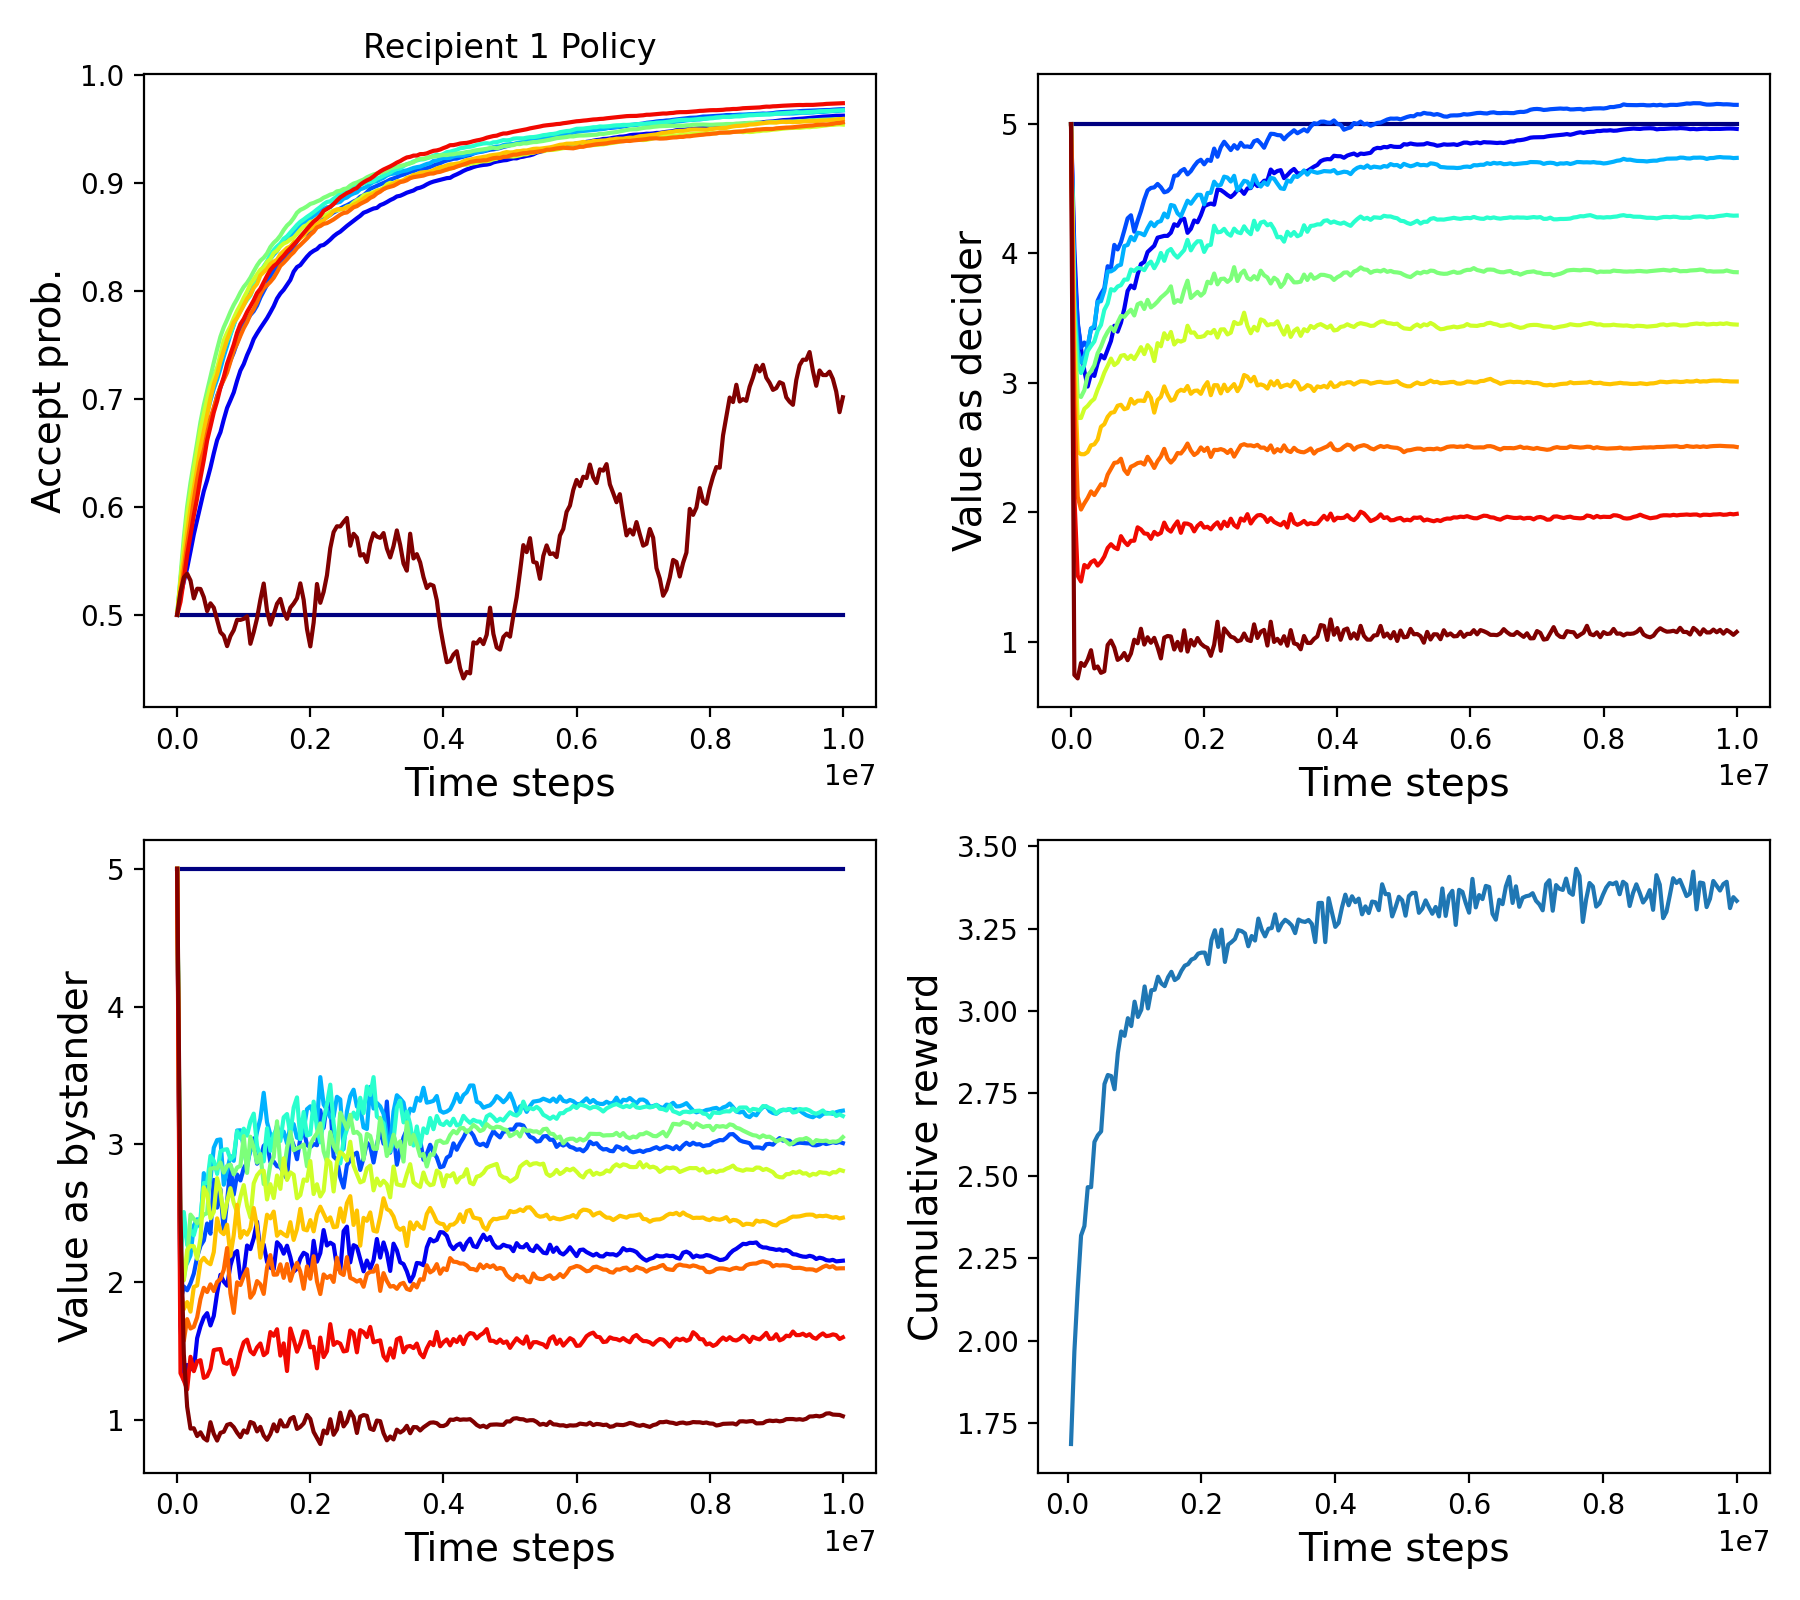 Recipient 1 Policy
Accept prob.
1.0
0.9
0.8
0.7
0.6
0.5
0.0 0.2 0.4 0.6 0.8 1.0
1e7
Time steps
Value as decider
5
4
3
2
1
0.0 0.2 0.4 0.6 0.8 1.0
1e7
Time steps
Value as bystander
5
4
3
2
1
0.0 0.2 0.4 0.6 0.8 1.0
1e7
Time steps
Cumulative reward
3.50
3.25
3.00
2.75
2.50
2.25
2.00
1.75
0.0 0.2 0.4 0.6 0.8 1.0
1e7
Time steps